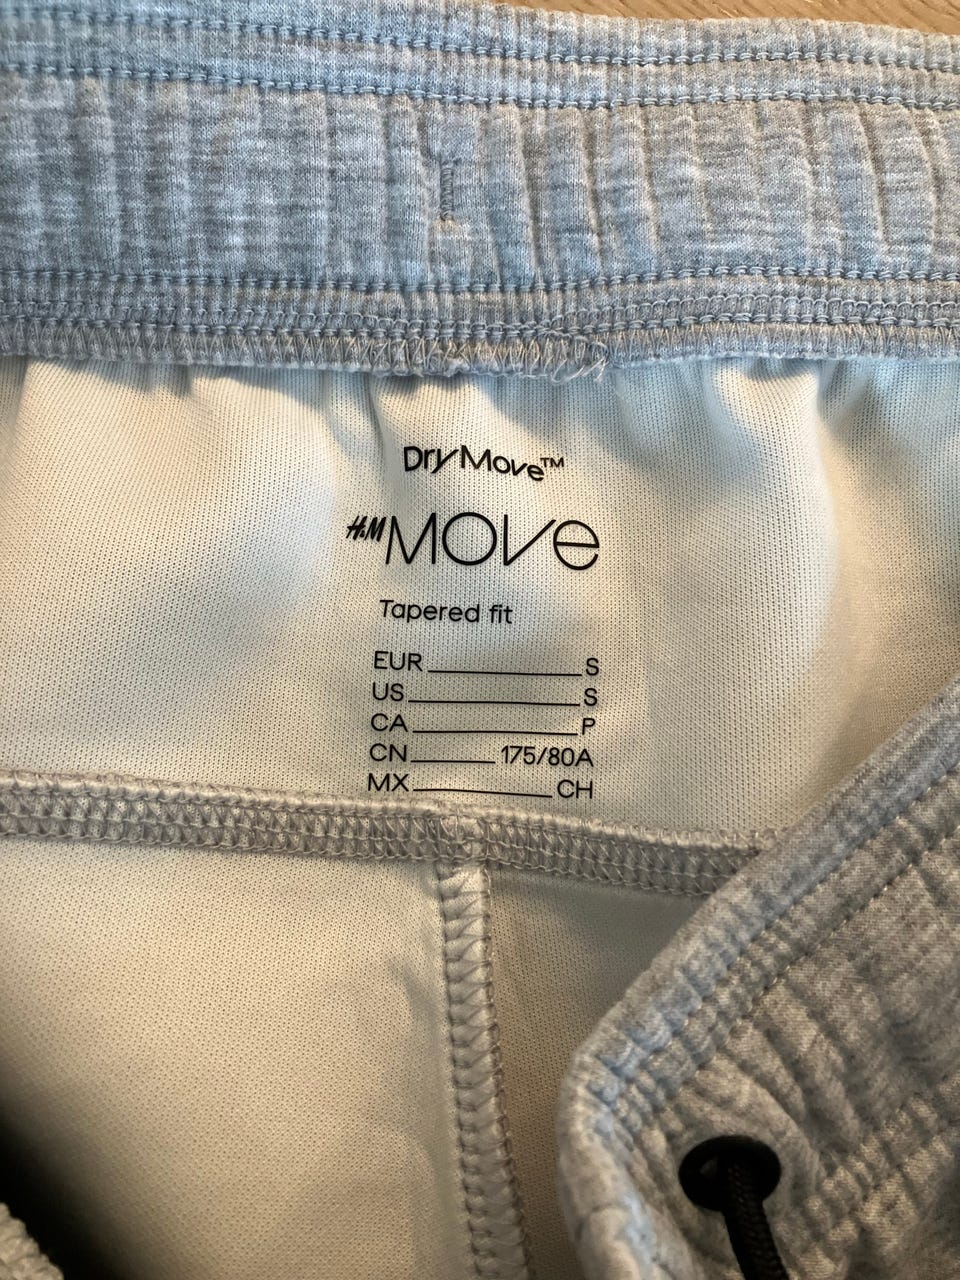 DryMove™
H&M MOVE
Tapered fit
EUR S
US S
CA P
CN 175/80A
MX CH